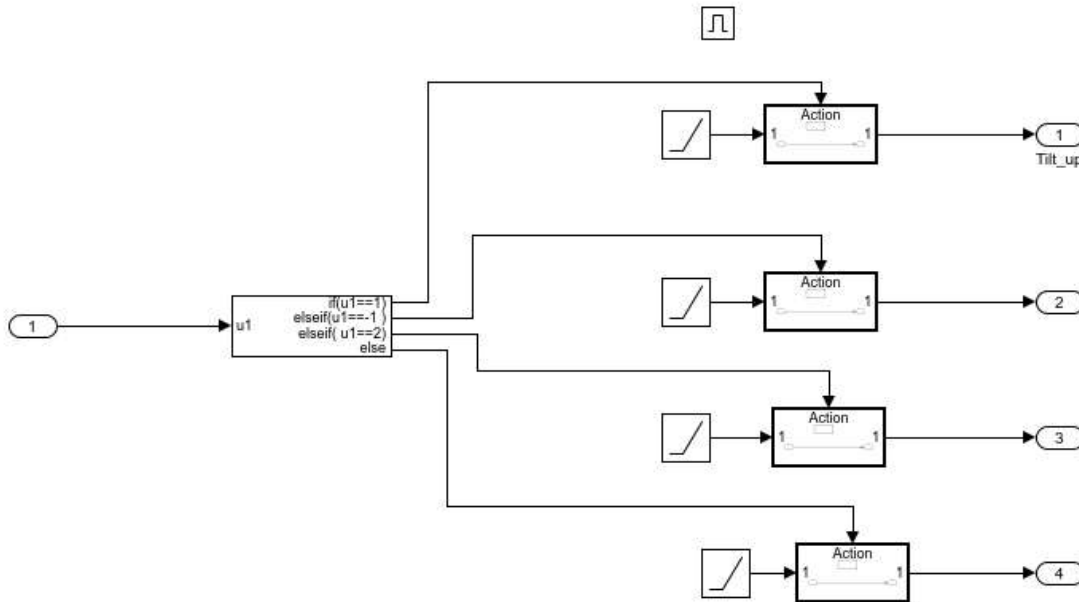 Action
1 1
1
Tilt_up
Action
1 1
2
if(u1==1)
elseif(u1==-1 )
1
u1
elseif( u1==2)
else
Action
1 1
3
Action
1 1
4